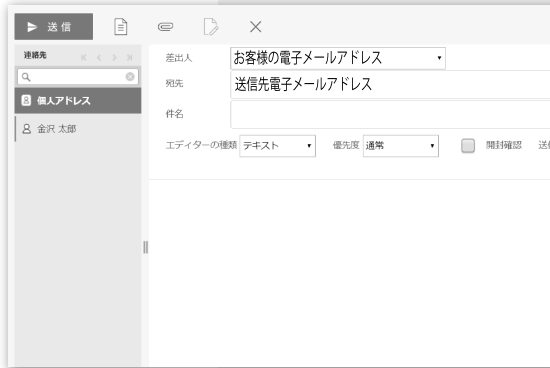 送信
連絡先
個人アドレス
金沢 太郎
差出人 お客様の電子メールアドレス
宛先 送信先電子メールアドレス
件名
エディターの種類 テキスト 優先度 通常 開封確認 送信